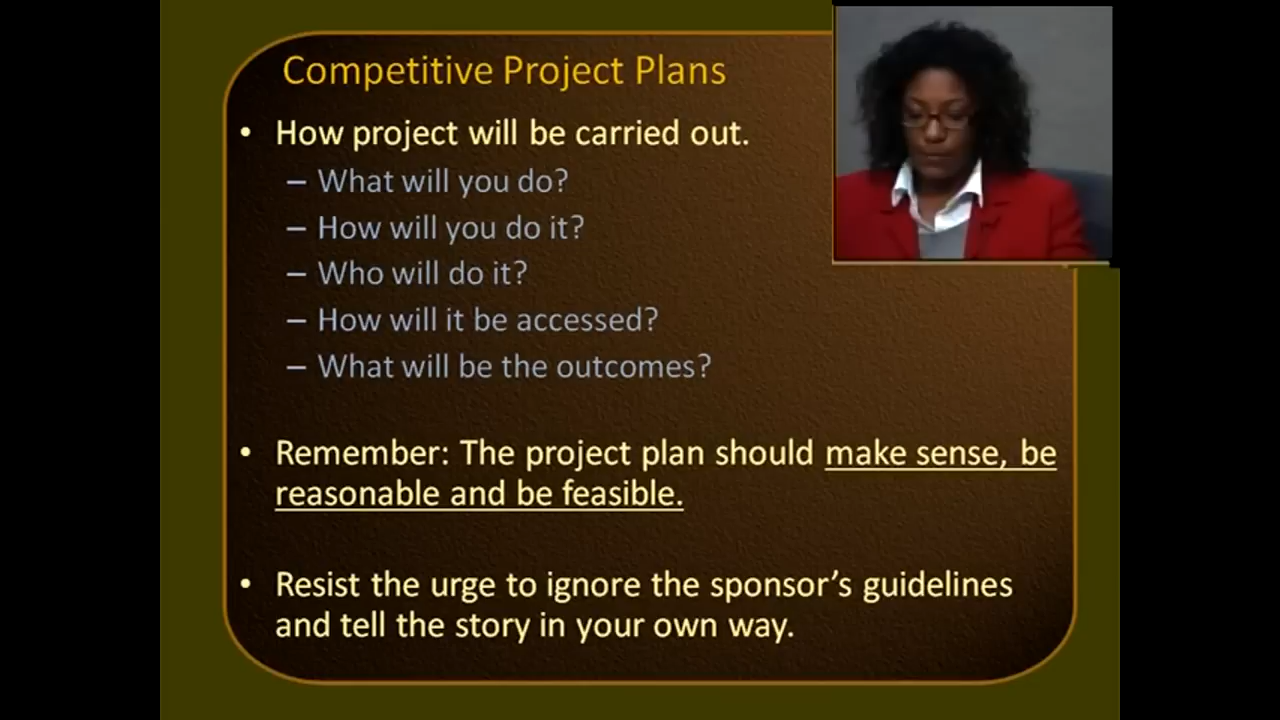 Competitive Project Plans
• How project will be carried out.
– What will you do?
– How will you do it?
– Who will do it?
– How will it be accessed?
– What will be the outcomes?
• Remember: The project plan should make sense, be
reasonable and be feasible.
• Resist the urge to ignore the sponsor’s guidelines
and tell the story in your own way.